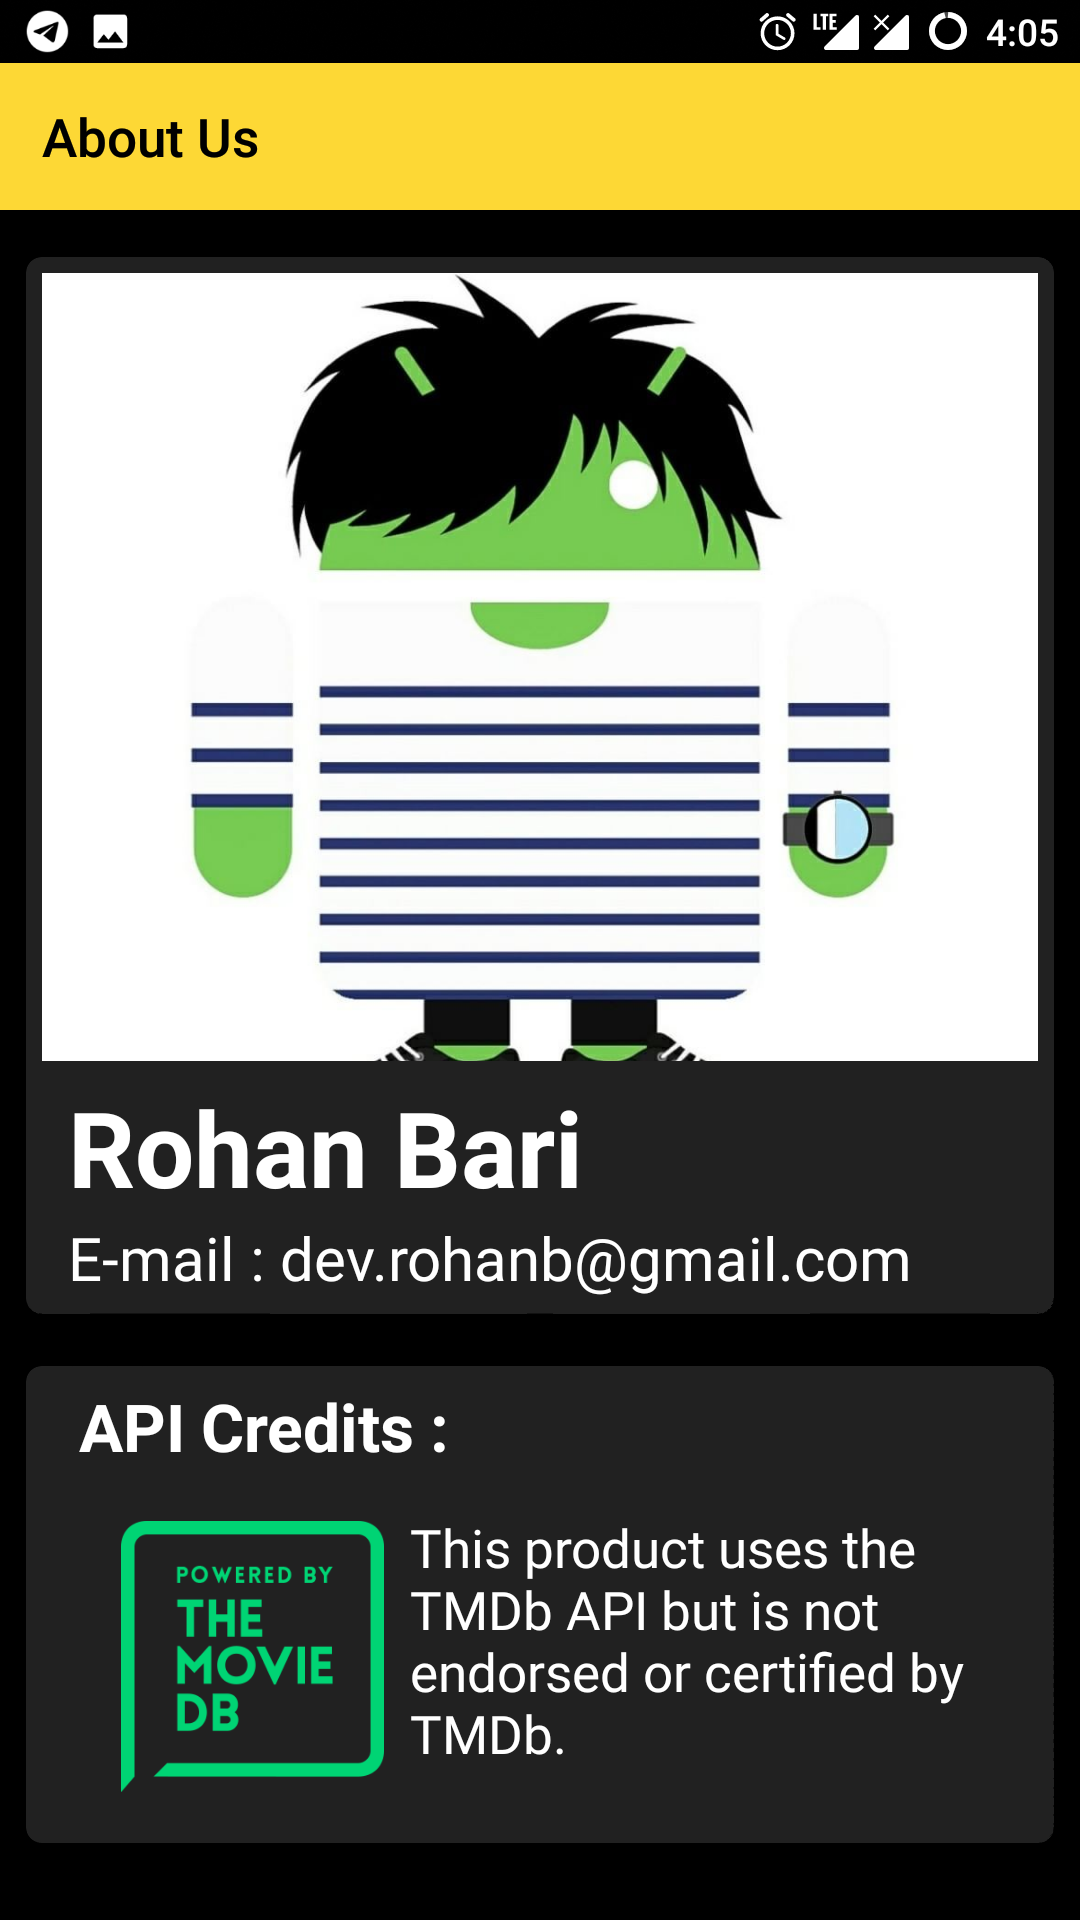 LTE 4:05
About Us
Rohan Bari
E-mail : dev.rohanb@gmail.com
API Credits :
POWERED BY
THE
MOVIE
DB
This product uses the
TMDb API but is not
endorsed or certified by
TMDb.